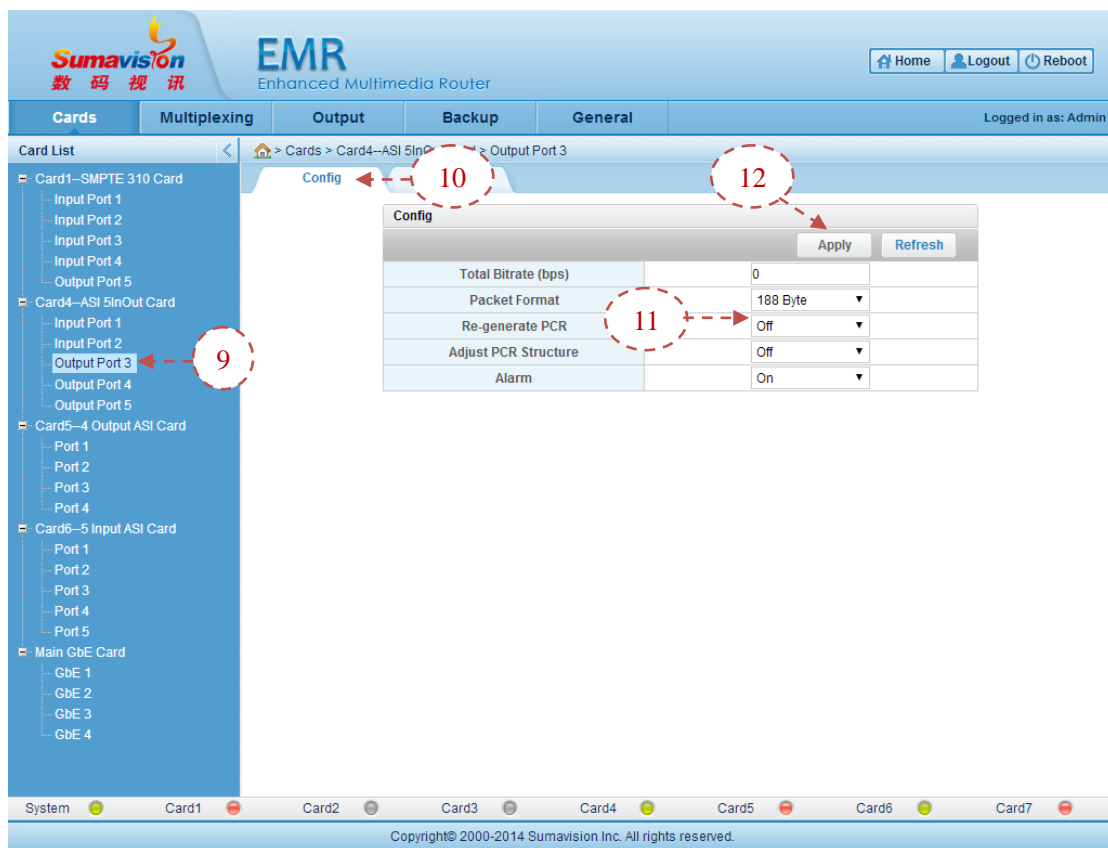 Sumavision
数 码 视 讯
EMR
Enhanced Multimedia Router
Home
Logout
Reboot
Cards
Multiplexing
Output
Backup
General
Logged in as: Admin
Card List
> Cards > Card4--ASI 5InO > Output Port 3
Config
10
12
Card1--SMPTE 310 Card
Input Port 1
Input Port 2
Input Port 3
Input Port 4
Output Port 5
Card4--ASI 5InOut Card
Input Port 1
Input Port 2
Output Port 3
Output Port 4
Output Port 5
Card5--4 Output ASI Card
Port 1
Port 2
Port 3
Port 4
Card6--5 Input ASI Card
Port 1
Port 2
Port 3
Port 4
Port 5
Main GbE Card
GbE 1
GbE 2
GbE 3
GbE 4
9
Config
Apply
Refresh
Total Bitrate (bps) 0
Packet Format 188 Byte
Re-generate PCR Off
11
Adjust PCR Structure Off
Alarm On
System Card1 Card2 Card3 Card4 Card5 Card6 Card7
Copyright© 2000-2014 Sumavision Inc. All rights reserved.